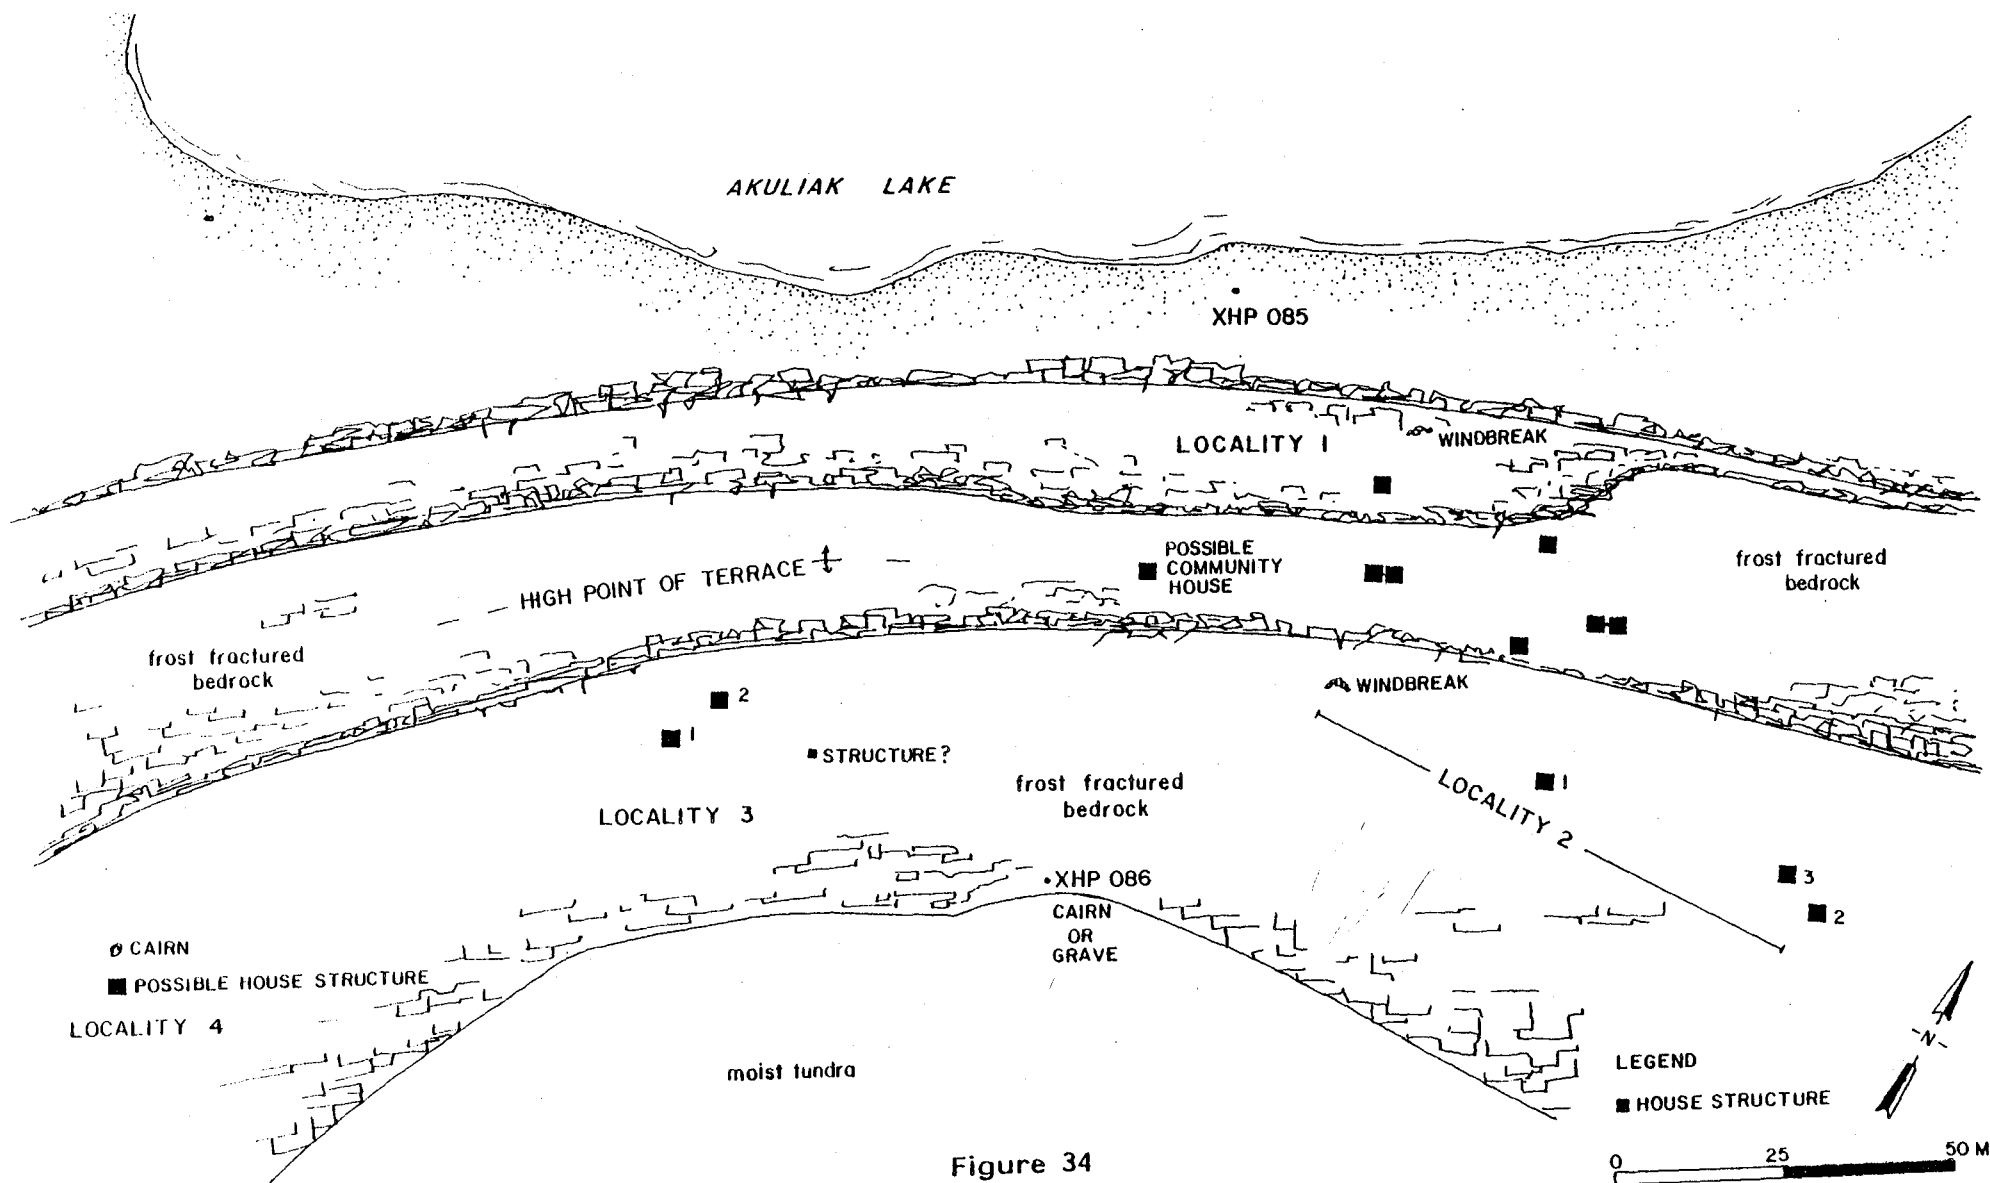 AKULIAK LAKE
XHP 085
LOCALITY 1
WINDBREAK
HIGH POINT OF TERRACE
POSSIBLE
COMMUNITY
HOUSE
frost fractured
bedrock
frost fractured
bedrock
WINDBREAK
2
1
STRUCTURE?
frost fractured
bedrock
LOCALITY 3
1
LOCALITY 2
3
2
XHP 086
CAIRN
OR
GRAVE
CAIRN
POSSIBLE HOUSE STRUCTURE
LOCALITY 4
moist tundra
-N-
LEGEND
HOUSE STRUCTURE
0 25 50 M
Figure 34